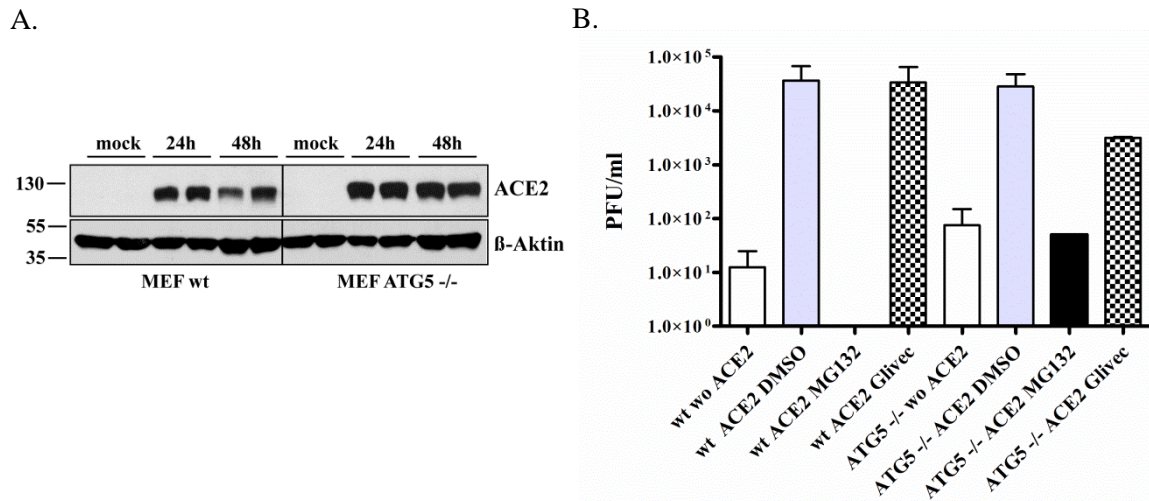 A.
mock 24h 48h mock 24h 48h
130
ACE2
55
35
ß-Aktin
MEF wt MEF ATG5 -/-
B.
PFU/ml
1.0×10⁵
1.0×10⁴
1.0×10³
1.0×10²
1.0×10¹
1.0×10⁰
wt wo ACE2
wt ACE2 DMSO
wt ACE2 MG132
wt ACE2 Glivec
ATG5 -/- wo ACE2
ATG5 -/- ACE2 DMSO
ATG5 -/- ACE2 MG132
ATG5 -/- ACE2 Glivec